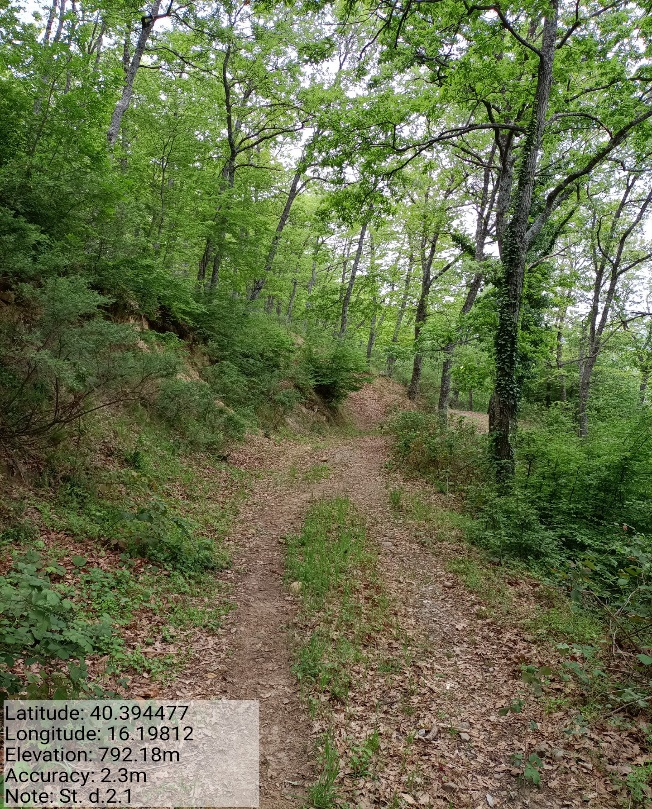 Latitude: 40.394477
Longitude: 16.19812
Elevation: 792.18m
Accuracy: 2.3m
Note: St. d.2.1